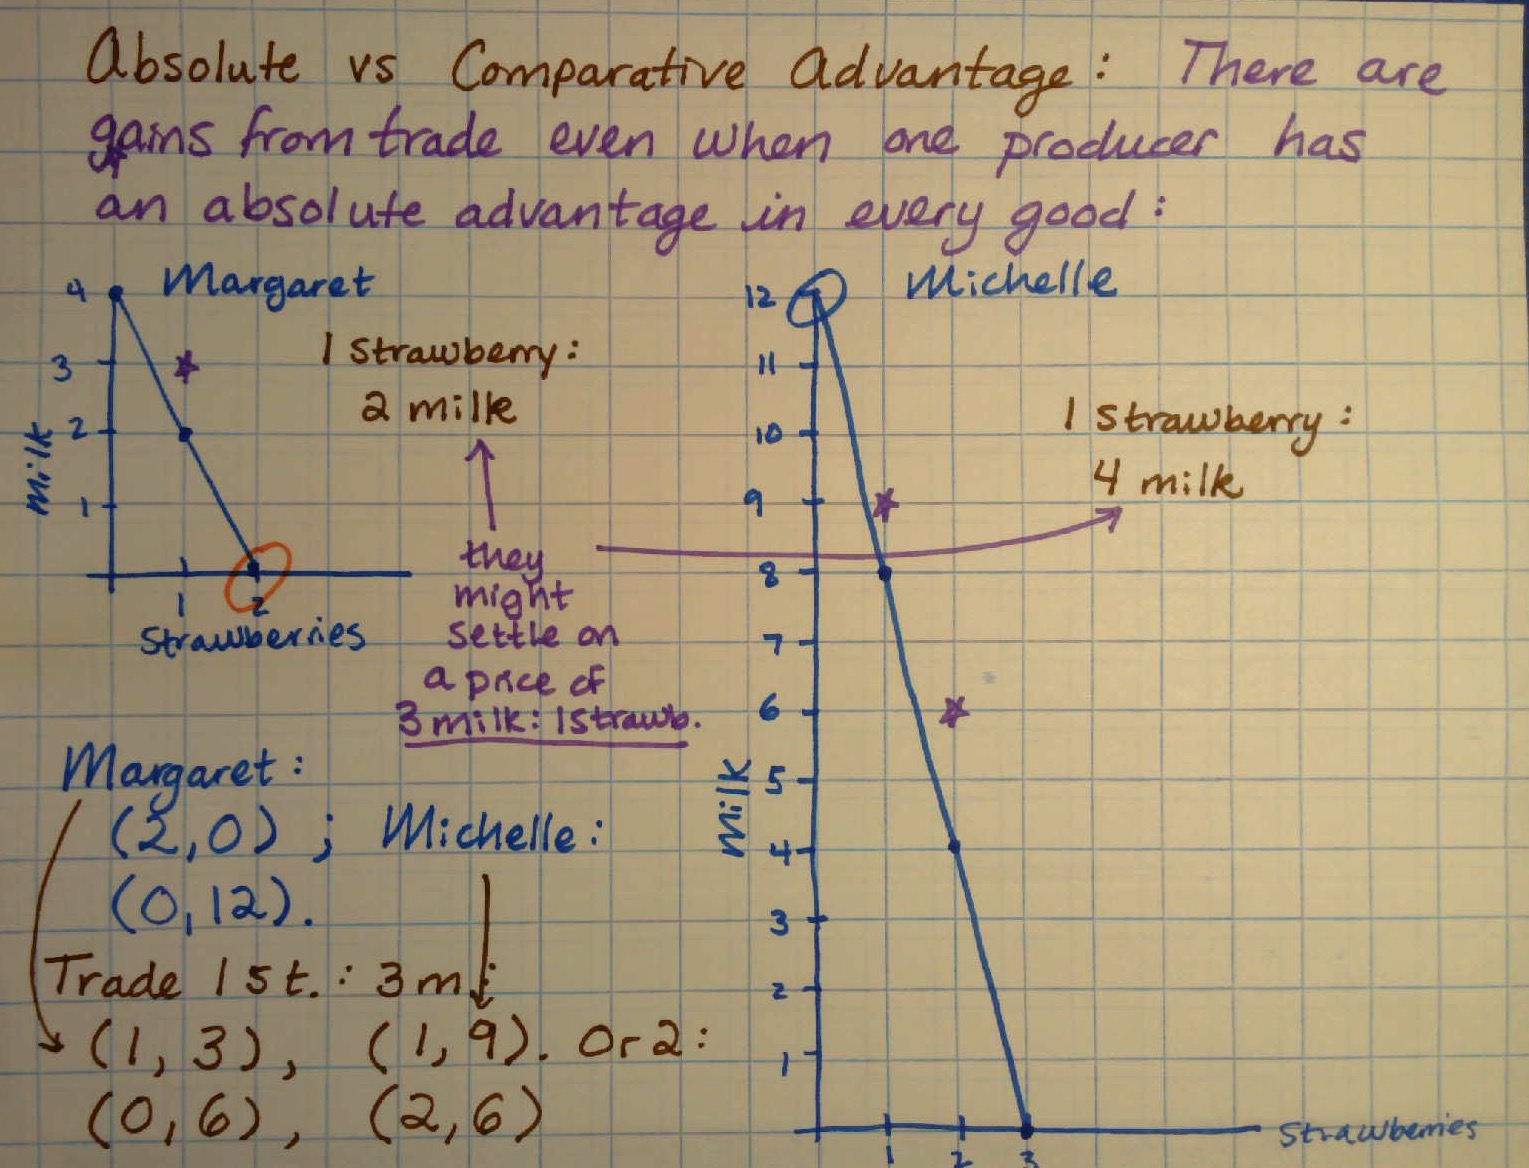 Absolute vs Comparative Advantage: There are
gains from trade even when one producer has
an absolute advantage in every good:
Margaret
4
3
2
1
Milk
1 2
Strawberries
1 Strawberry:
2 milk
they
might
settle on
a price of
3 milk: 1 strawb.
Michelle
12
11
10
9
8
7
6
5
4
3
2
1
Milk
1 2 3
Strawberries
1 Strawberry:
4 milk
Margaret:
(2,0) ; Michelle:
(0,12).
Trade 1 st.: 3 m:
(1, 3), (1, 9). Or 2:
(0,6), (2,6)